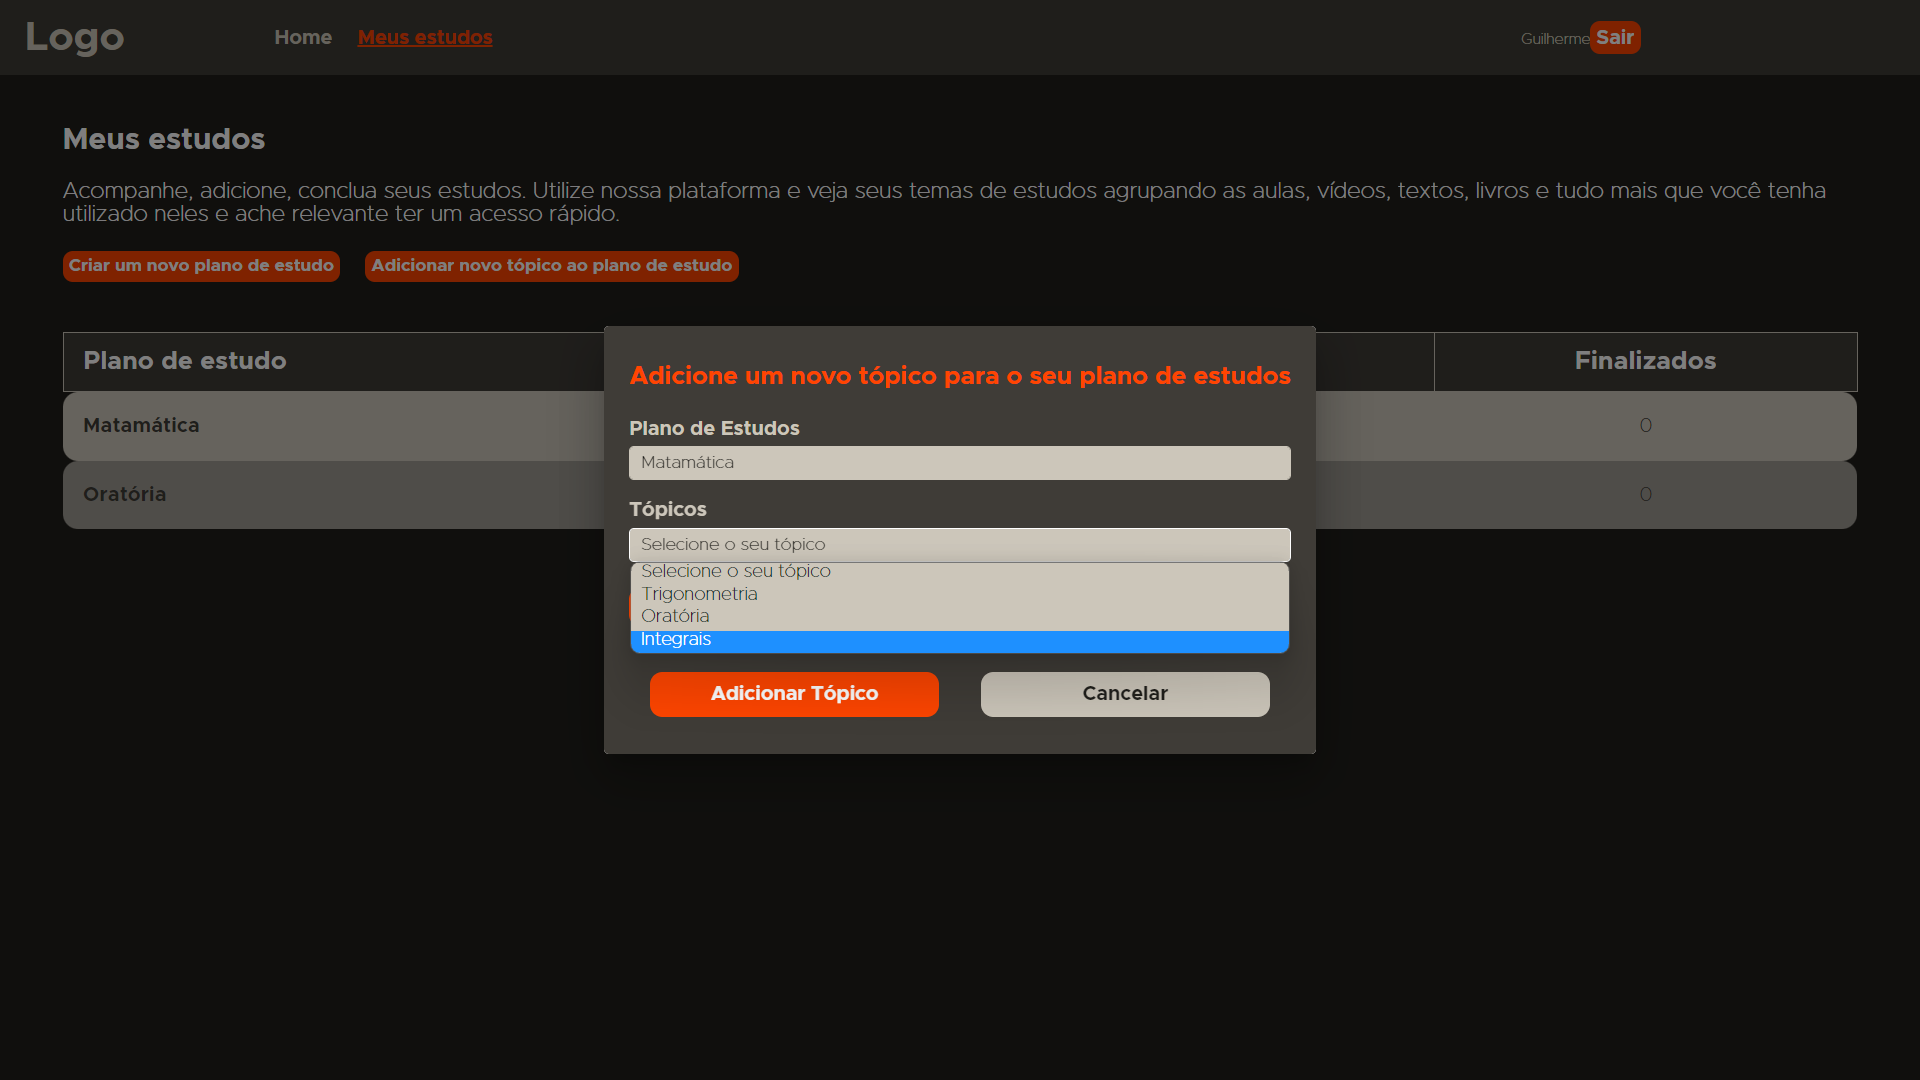 Logo
Home
Meus estudos
Guilherme
Sair
Meus estudos
Acompanhe, adicione, conclua seus estudos. Utilize nossa plataforma e veja seus temas de estudos agrupando as aulas, vídeos, textos, livros e tudo mais que você tenha
utilizado neles e ache relevante ter um acesso rápido.
Criar um novo plano de estudo
Adicionar novo tópico ao plano de estudo
Plano de estudo
Finalizados
Matamática
0
Oratória
0
Adicione um novo tópico para o seu plano de estudos
Plano de Estudos
Matamática
Tópicos
Selecione o seu tópico
Selecione o seu tópico
Trigonometria
Oratória
Integrais
Adicionar Tópico
Cancelar